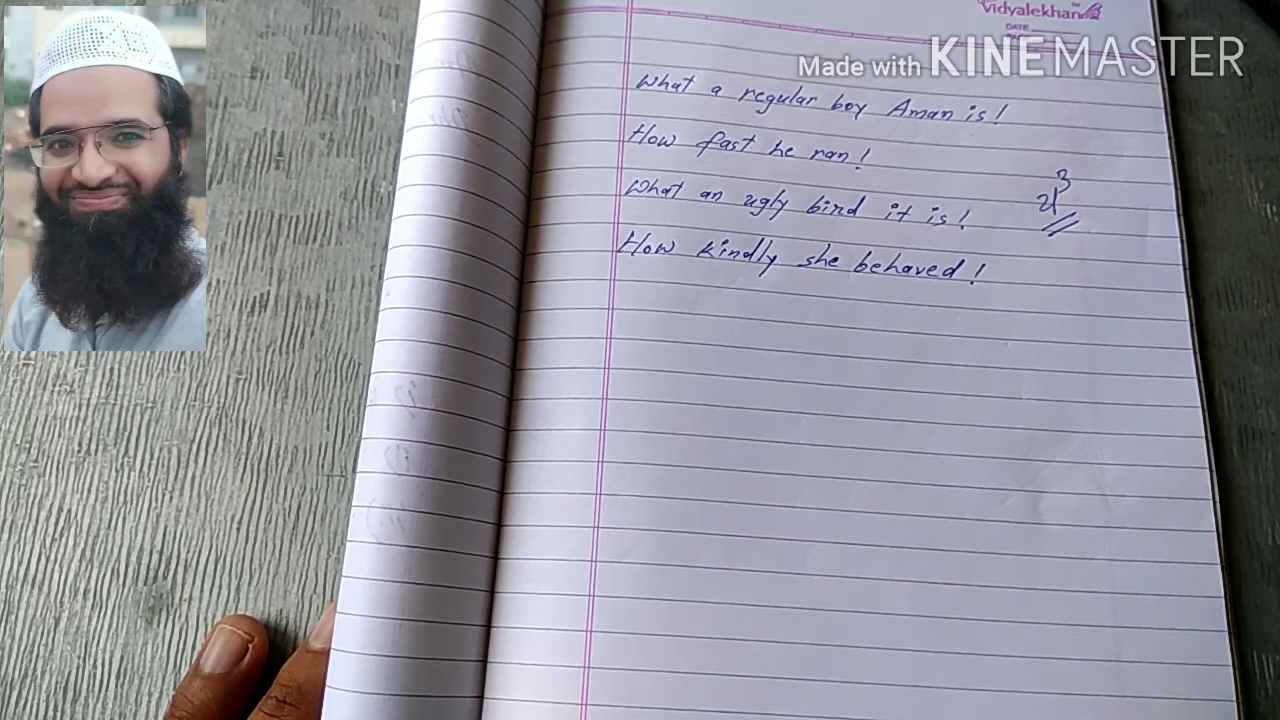 Vidyalekhan
DATE
Made with KINEMASTER
What a regular boy Aman is!
How fast he ran!
What an ugly bird it is!
How kindly she behaved!